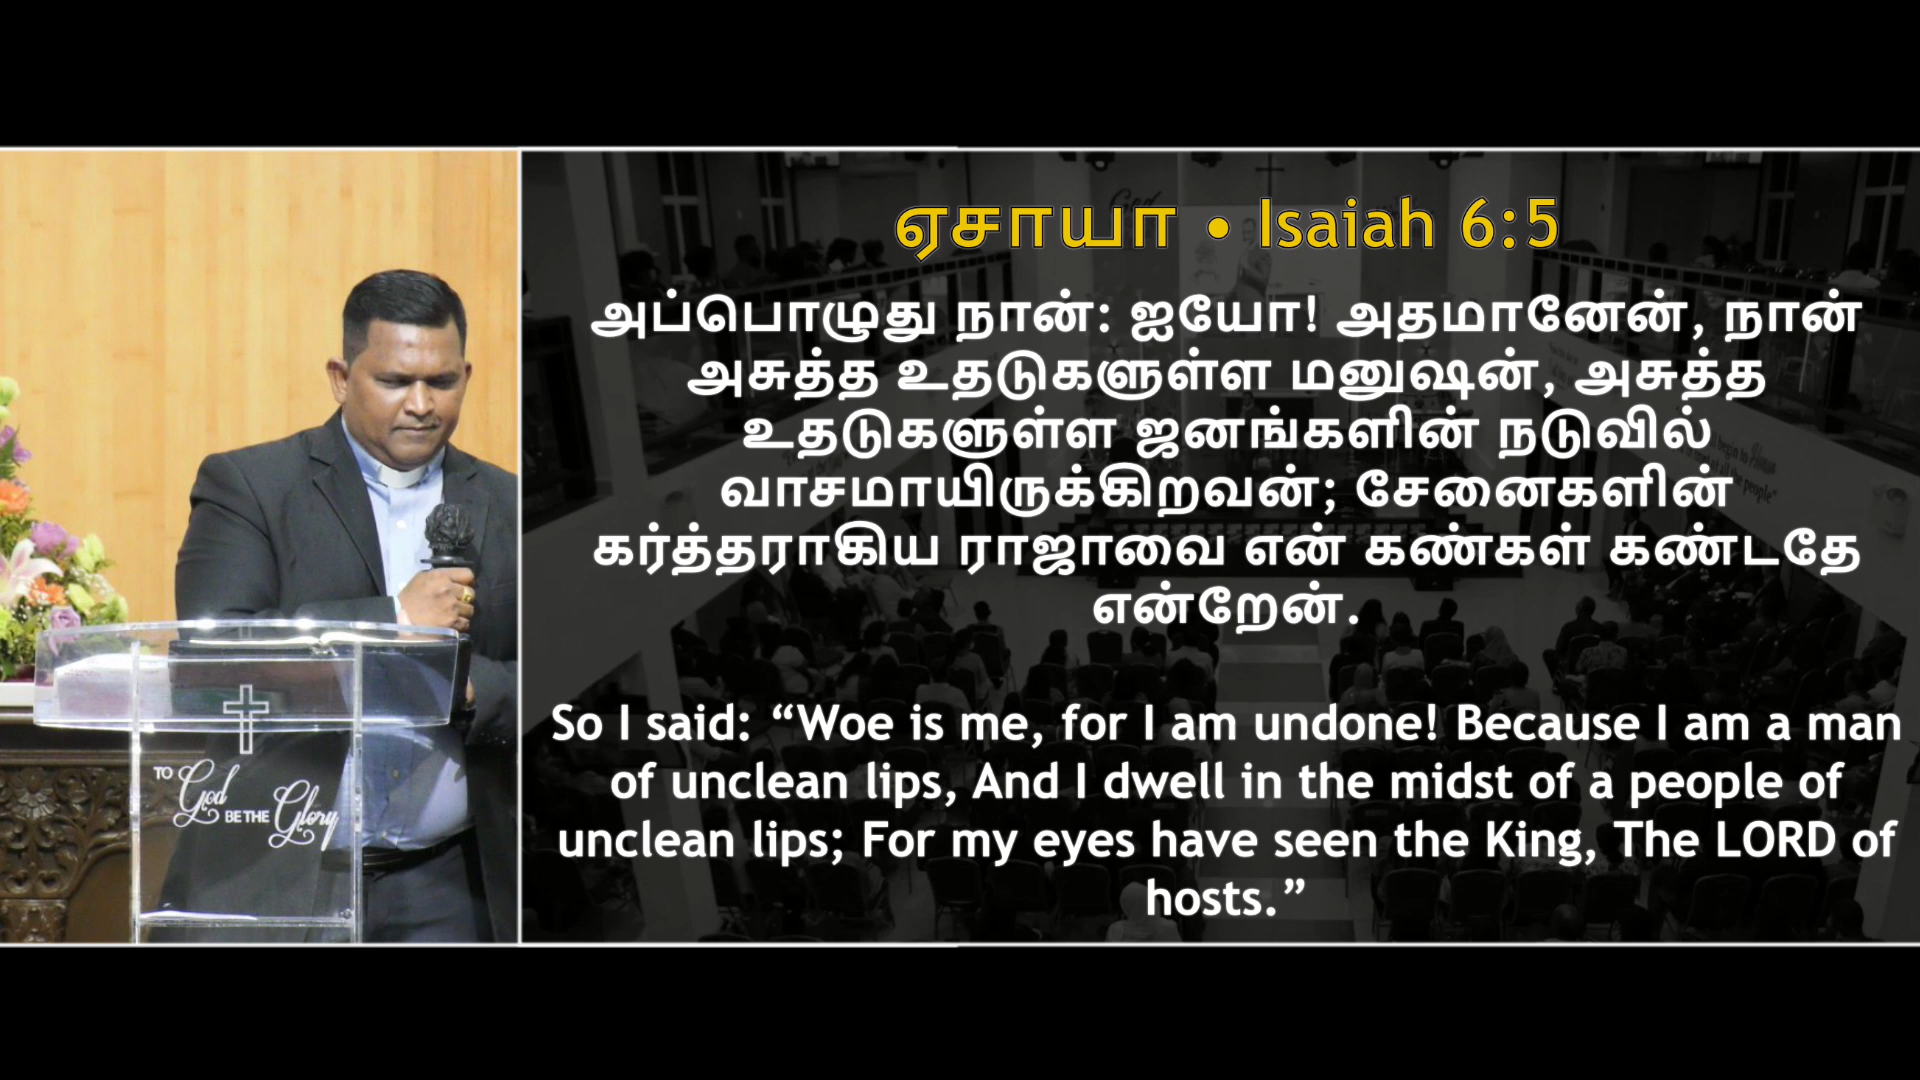 ஏசாயா • Isaiah 6:5
அப்பொழுது நான்: ஐயோ! அதமானேன், நான்
அசுத்த உதடுகளுள்ள மனுஷன், அசுத்த
உதடுகளுள்ள ஜனங்களின் நடுவில்
வாசமாயிருக்கிறவன்; சேனைகளின்
கர்த்தராகிய ராஜாவை என் கண்கள் கண்டதே
என்றேன்.
So I said: “Woe is me, for I am undone! Because I am a man
of unclean lips, And I dwell in the midst of a people of
unclean lips; For my eyes have seen the King, The LORD of
hosts.”
TO God BE THE Glory